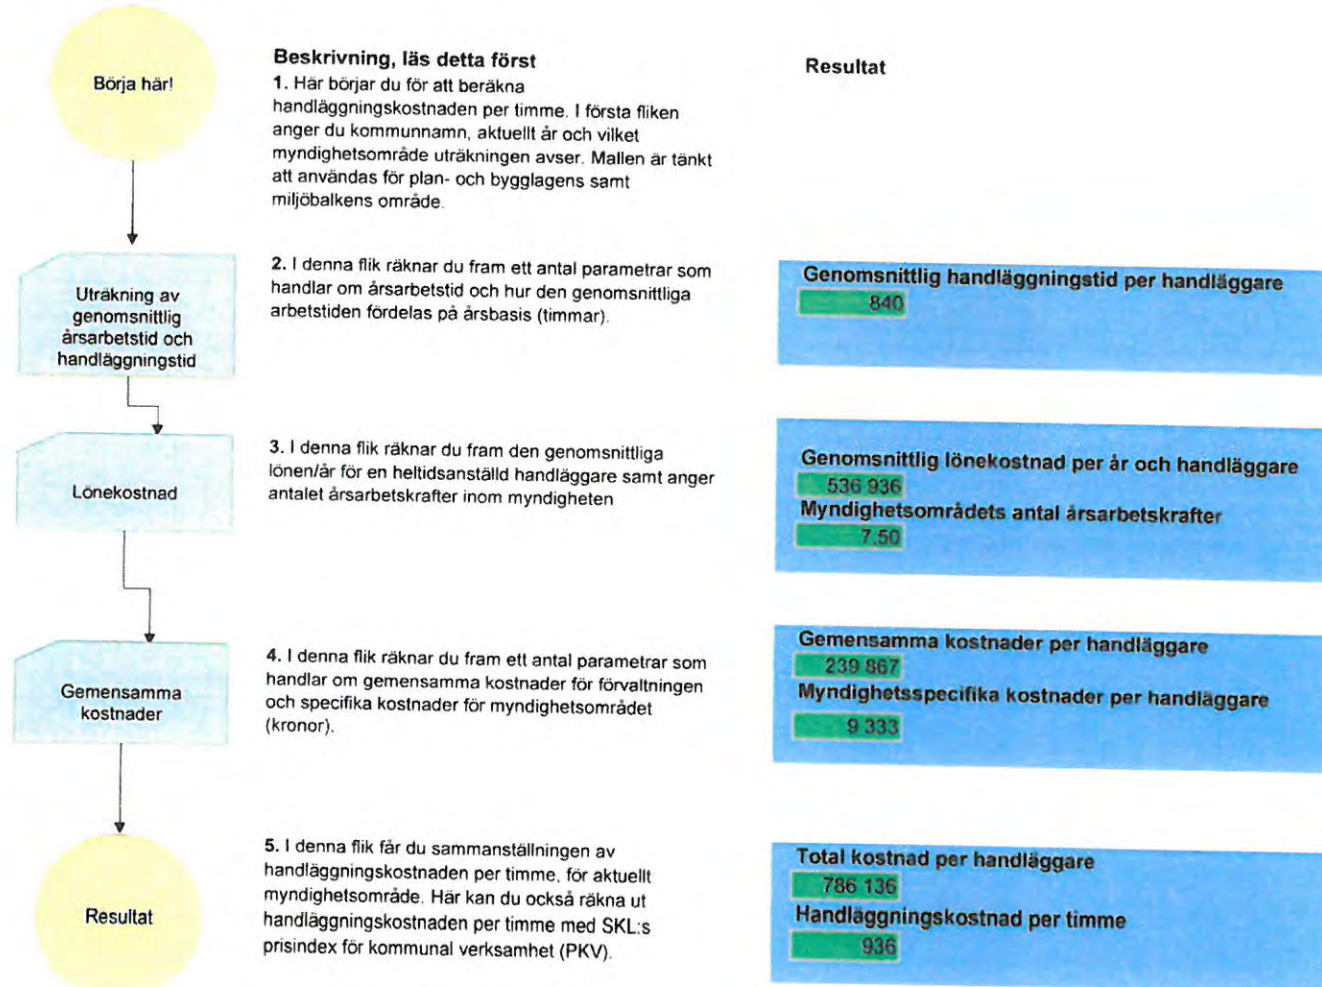 Börja här!
Beskrivning, läs detta först
1. Här börjar du för att beräkna
handläggningskostnaden per timme. I första fliken
anger du kommunnamn, aktuellt år och vilket
myndighetsområde uträkningen avser. Mallen är tänkt
att användas för plan- och bygglagens samt
miljöbalkens område.
Resultat
Uträkning av
genomsnittlig
årsarbetstid och
handläggningstid
2. I denna flik räknar du fram ett antal parametrar som
handlar om årsarbetstid och hur den genomsnittliga
arbetstiden fördelas på årsbasis (timmar).
Genomsnittlig handläggningstid per handläggare
840
Lönekostnad
3. I denna flik räknar du fram den genomsnittliga
lönen/år för en heltidsanställd handläggare samt anger
antalet årsarbetskrafter inom myndigheten
Genomsnittlig lönekostnad per år och handläggare
536 936
Myndighetsområdets antal årsarbetskrafter
7.50
Gemensamma
kostnader
4. I denna flik räknar du fram ett antal parametrar som
handlar om gemensamma kostnader för förvaltningen
och specifika kostnader för myndighetsområdet
(kronor).
Gemensamma kostnader per handläggare
239 867
Myndighetsspecifika kostnader per handläggare
9 333
Resultat
5. I denna flik får du sammanställningen av
handläggningskostnaden per timme, för aktuellt
myndighetsområde. Här kan du också räkna ut
handläggningskostnaden per timme med SKL:s
prisindex för kommunal verksamhet (PKV).
Total kostnad per handläggare
786 136
Handläggningskostnad per timme
936